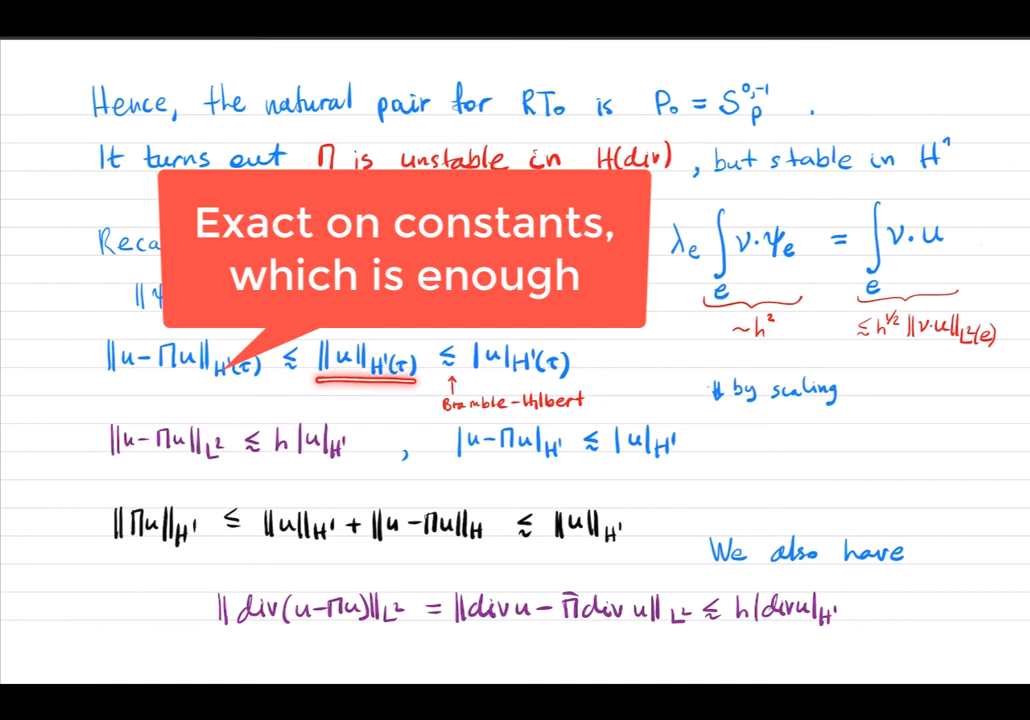 Hence, the natural pair for RT₀ is P₀ = S_P^{0,-1} .
It turns out Π is unstable in H(div), but stable in H¹
Exact on constants,
which is enough
Reca
λ_e ∫_e ν·ψ_e = ∫_e ν·u
‖ψ
~h² ≲ h^{1/2} ‖ν·u‖_{L²(e)}
‖u-Πu‖_{H¹(τ)} ≲ ‖u‖_{H¹(τ)} ≲ |u|_{H¹(τ)}
↑ Bramble-Hilbert
⇓ by scaling
‖u-Πu‖_{L²} ≲ h|u|_{H¹} , |u-Πu|_{H¹} ≲ |u|_{H¹}
‖Πu‖_{H¹} ≤ ‖u‖_{H¹} + ‖u-Πu‖_H ≲ ‖u‖_{H¹}
We also have
‖div(u-Πu)‖_{L²} = ‖div u - Π̄ div u‖_{L²} ≲ h|div u|_{H¹}